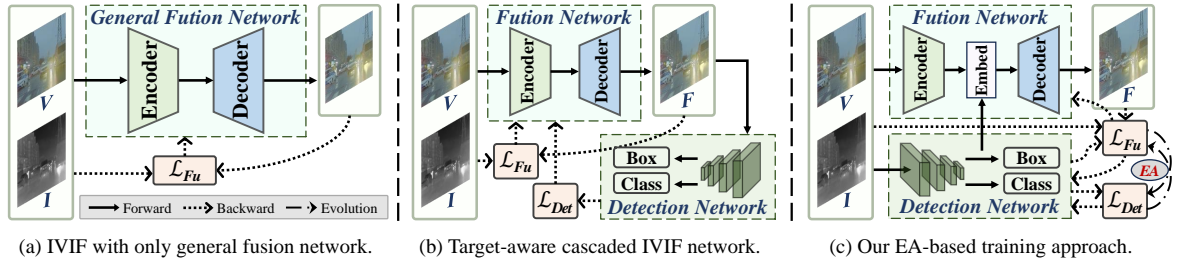 General Fution Network
Encoder
Decoder
V
I
ℒFu
Forward
Backward
Evolution
(a) IVIF with only general fusion network.
Fution Network
Encoder
Decoder
V
F
I
ℒFu
ℒDet
Box
Class
Detection Network
(b) Target-aware cascaded IVIF network.
Fution Network
Encoder
Embed
Decoder
V
F
I
ℒFu
Box
EA
Class
ℒDet
Detection Network
(c) Our EA-based training approach.